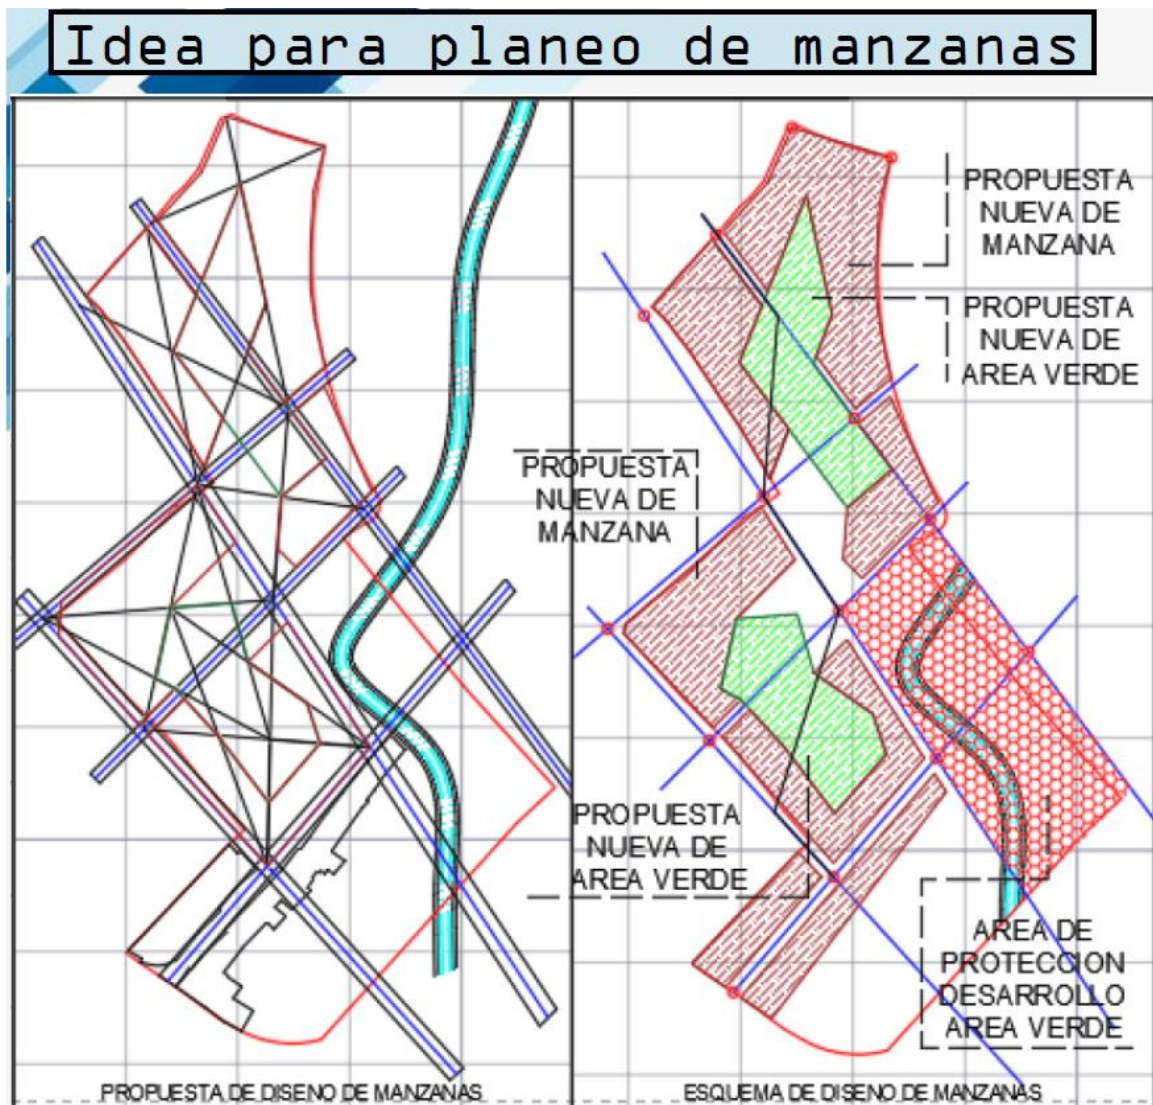 Idea para planeo de manzanas
PROPUESTA
NUEVA DE
MANZANA
PROPUESTA
NUEVA DE
AREA VERDE
PROPUESTA
NUEVA DE
MANZANA
PROPUESTA
NUEVA DE
AREA VERDE
AREA DE
PROTECCION
DESARROLLO
AREA VERDE
PROPUESTA DE DISENO DE MANZANAS
ESQUEMA DE DISENO DE MANZANAS